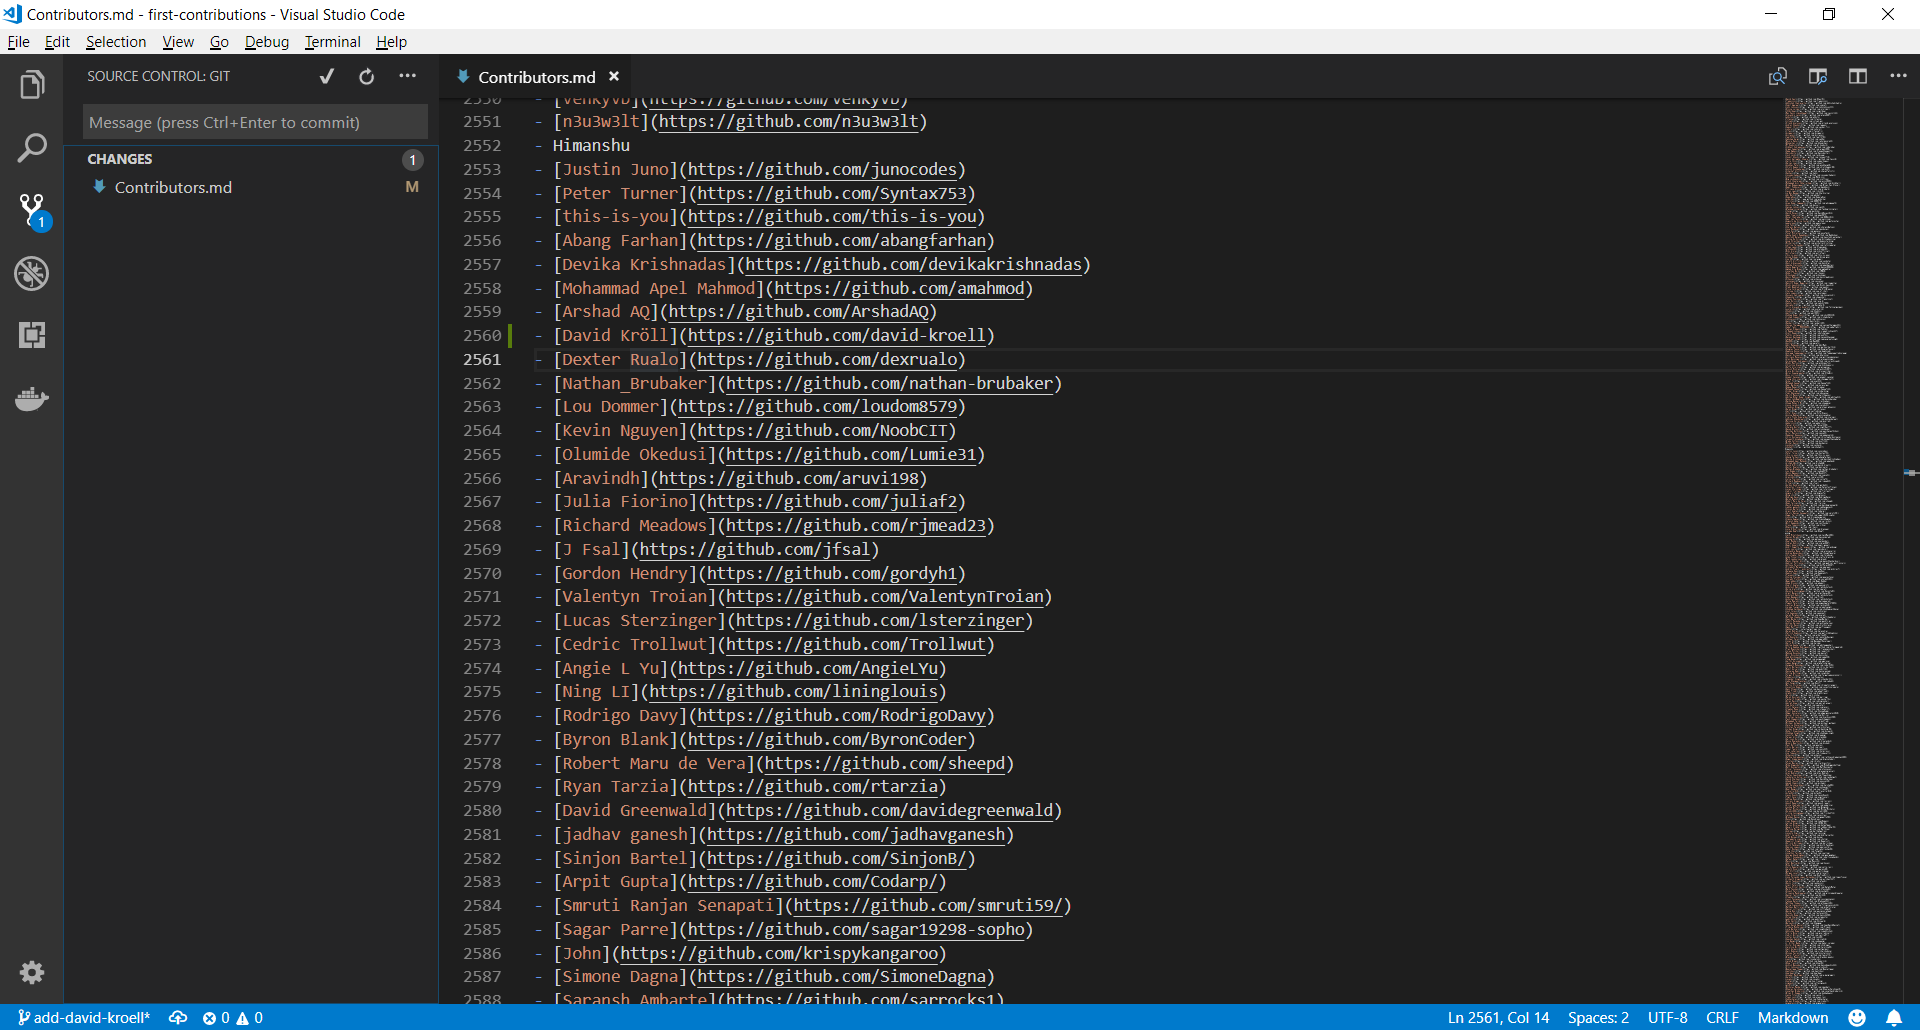 Contributors.md - first-contributions - Visual Studio Code
File Edit Selection View Go Debug Terminal Help
SOURCE CONTROL: GIT
Message (press Ctrl+Enter to commit)
CHANGES 1
Contributors.md M
1
Contributors.md
2550 - [venkyvb](https://github.com/venkyvb)
2551 - [n3u3w3lt](https://github.com/n3u3w3lt)
2552 - Himanshu
2553 - [Justin Juno](https://github.com/junocodes)
2554 - [Peter Turner](https://github.com/Syntax753)
2555 - [this-is-you](https://github.com/this-is-you)
2556 - [Abang Farhan](https://github.com/abangfarhan)
2557 - [Devika Krishnadas](https://github.com/devikakrishnadas)
2558 - [Mohammad Apel Mahmod](https://github.com/amahmod)
2559 - [Arshad AQ](https://github.com/ArshadAQ)
2560 - [David Kröll](https://github.com/david-kroell)
2561 - [Dexter Rualo](https://github.com/dexrualo)
2562 - [Nathan_Brubaker](https://github.com/nathan-brubaker)
2563 - [Lou Dommer](https://github.com/loudom8579)
2564 - [Kevin Nguyen](https://github.com/NoobCIT)
2565 - [Olumide Okedusi](https://github.com/Lumie31)
2566 - [Aravindh](https://github.com/aruvi198)
2567 - [Julia Fiorino](https://github.com/juliaf2)
2568 - [Richard Meadows](https://github.com/rjmead23)
2569 - [J Fsal](https://github.com/jfsal)
2570 - [Gordon Hendry](https://github.com/gordyh1)
2571 - [Valentyn Troian](https://github.com/ValentynTroian)
2572 - [Lucas Sterzinger](https://github.com/lsterzinger)
2573 - [Cedric Trollwut](https://github.com/Trollwut)
2574 - [Angie L Yu](https://github.com/AngieLYu)
2575 - [Ning LI](https://github.com/lininglouis)
2576 - [Rodrigo Davy](https://github.com/RodrigoDavy)
2577 - [Byron Blank](https://github.com/ByronCoder)
2578 - [Robert Maru de Vera](https://github.com/sheepd)
2579 - [Ryan Tarzia](https://github.com/rtarzia)
2580 - [David Greenwald](https://github.com/davidegreenwald)
2581 - [jadhav ganesh](https://github.com/jadhavganesh)
2582 - [Sinjon Bartel](https://github.com/SinjonB/)
2583 - [Arpit Gupta](https://github.com/Codarp/)
2584 - [Smruti Ranjan Senapati](https://github.com/smruti59/)
2585 - [Sagar Parre](https://github.com/sagar19298-sopho)
2586 - [John](https://github.com/krispykangaroo)
2587 - [Simone Dagna](https://github.com/SimoneDagna)
2588 - [Saransh Ambarte](https://github.com/sarrocks1)
add-david-kroell* 0 0 Ln 2561, Col 14 Spaces: 2 UTF-8 CRLF Markdown